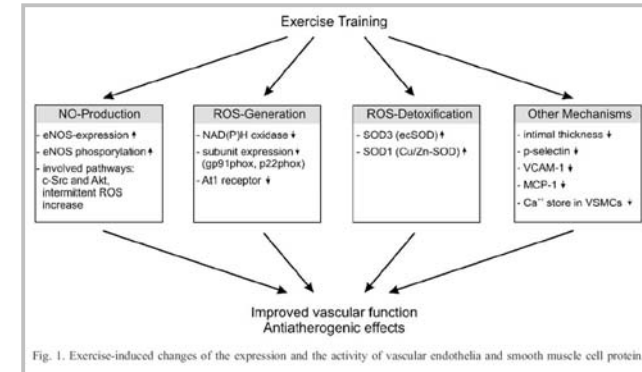 Exercise Training
NO-Production
- eNOS-expression ↑
- eNOS phosporylation ↑
- involved pathways:
c-Src and Akt,
intermittent ROS
increase
ROS-Generation
- NAD(P)H oxidase ↓
- subunit expression ↑
(gp91phox, p22phox)
- At1 receptor ↓
ROS-Detoxification
- SOD3 (ecSOD) ↑
- SOD1 (Cu/Zn-SOD) ↑
Other Mechanisms
- intimal thickness ↓
- p-selectin ↓
- VCAM-1 ↓
- MCP-1 ↓
- Ca⁺⁺ store in VSMCs ↓
Improved vascular function
Antiatherogenic effects
Fig. 1. Exercise-induced changes of the expression and the activity of vascular endothelia and smooth muscle cell protein